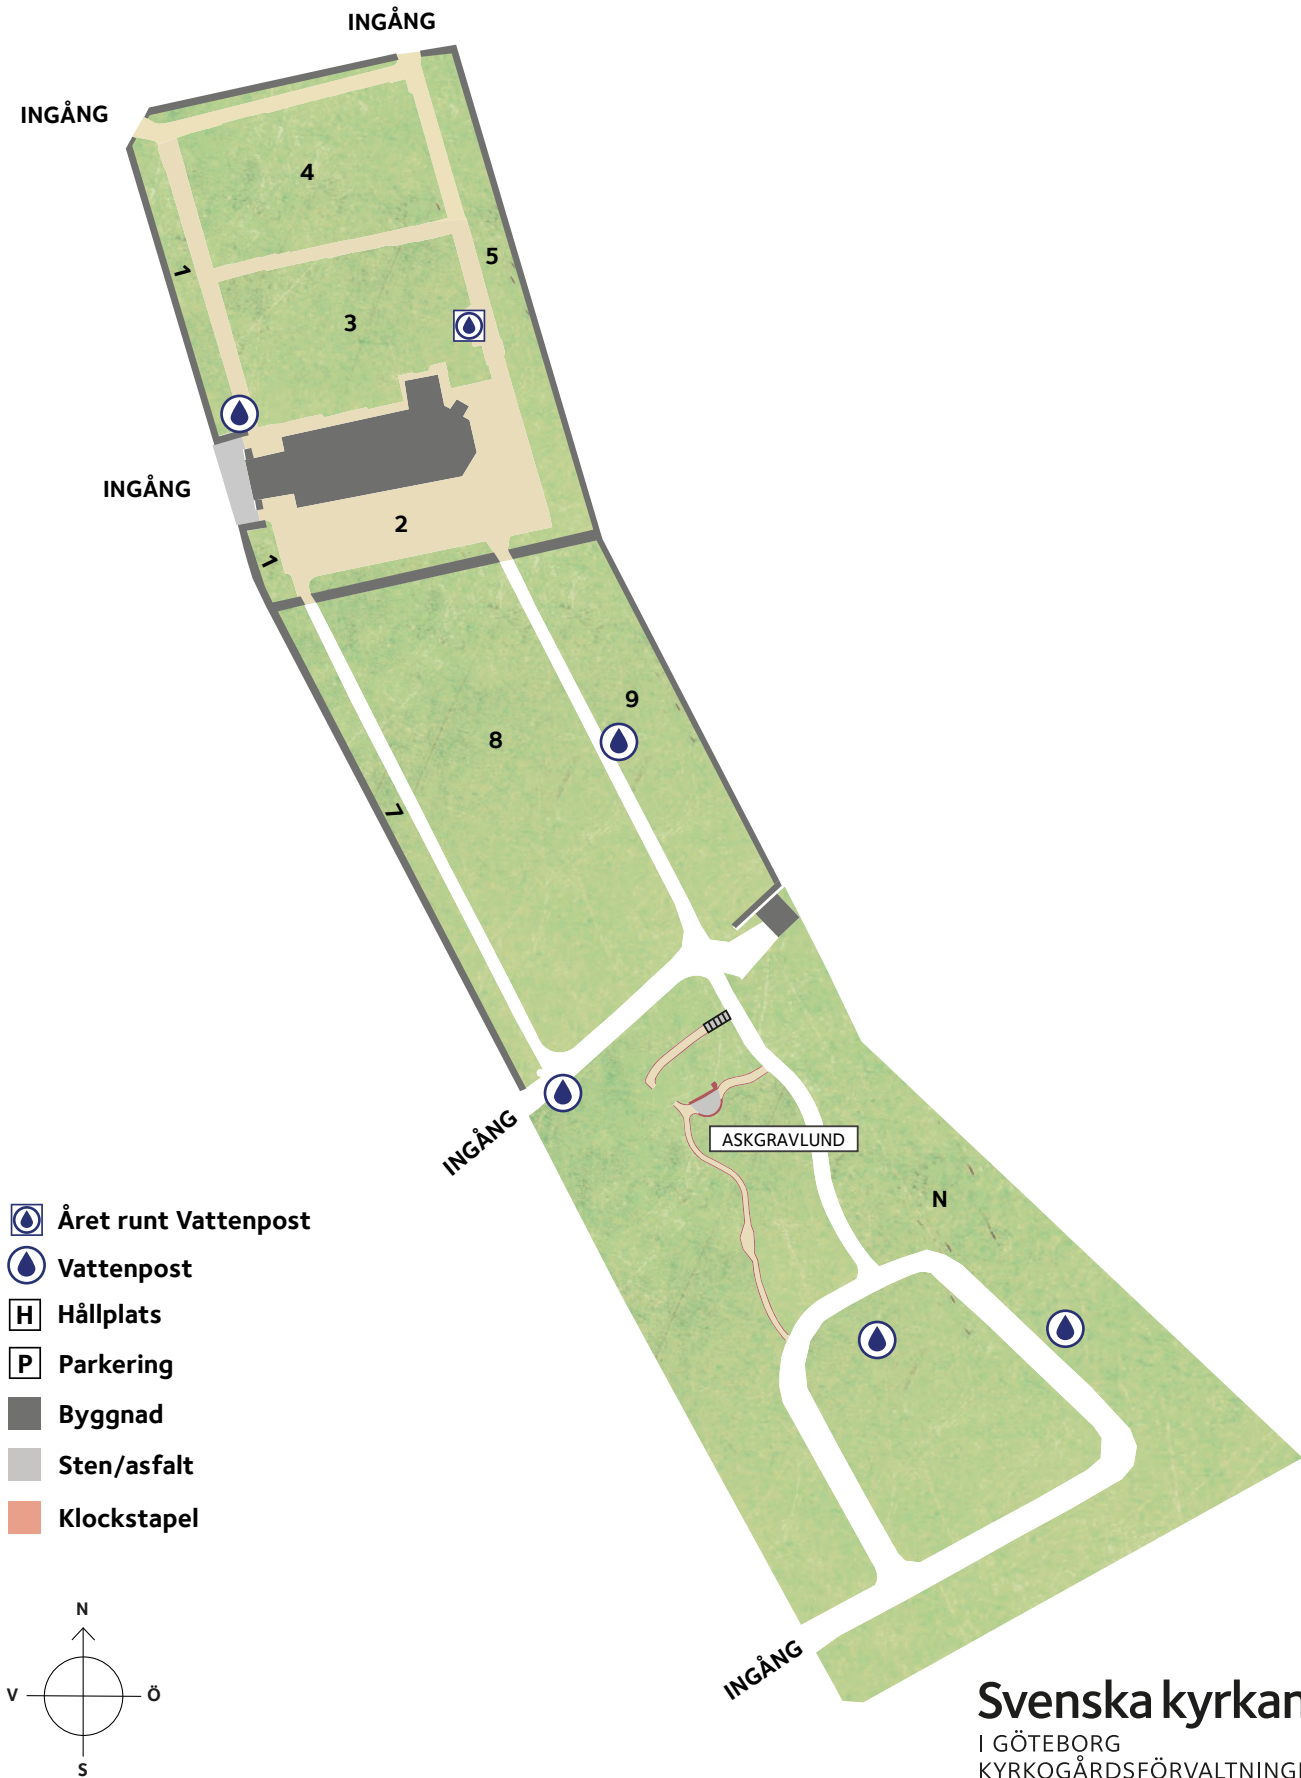 INGÅNG
INGÅNG
4
1
5
3
INGÅNG
2
1
9
8
7
INGÅNG
ASKGRAVLUND
N
INGÅNG
Året runt Vattenpost
Vattenpost
H Hållplats
P Parkering
Byggnad
Sten/asfalt
Klockstapel
N
V Ö
S
Svenska kyrkan
I GÖTEBORG
KYRKOGÅRDSFÖRVALTNING